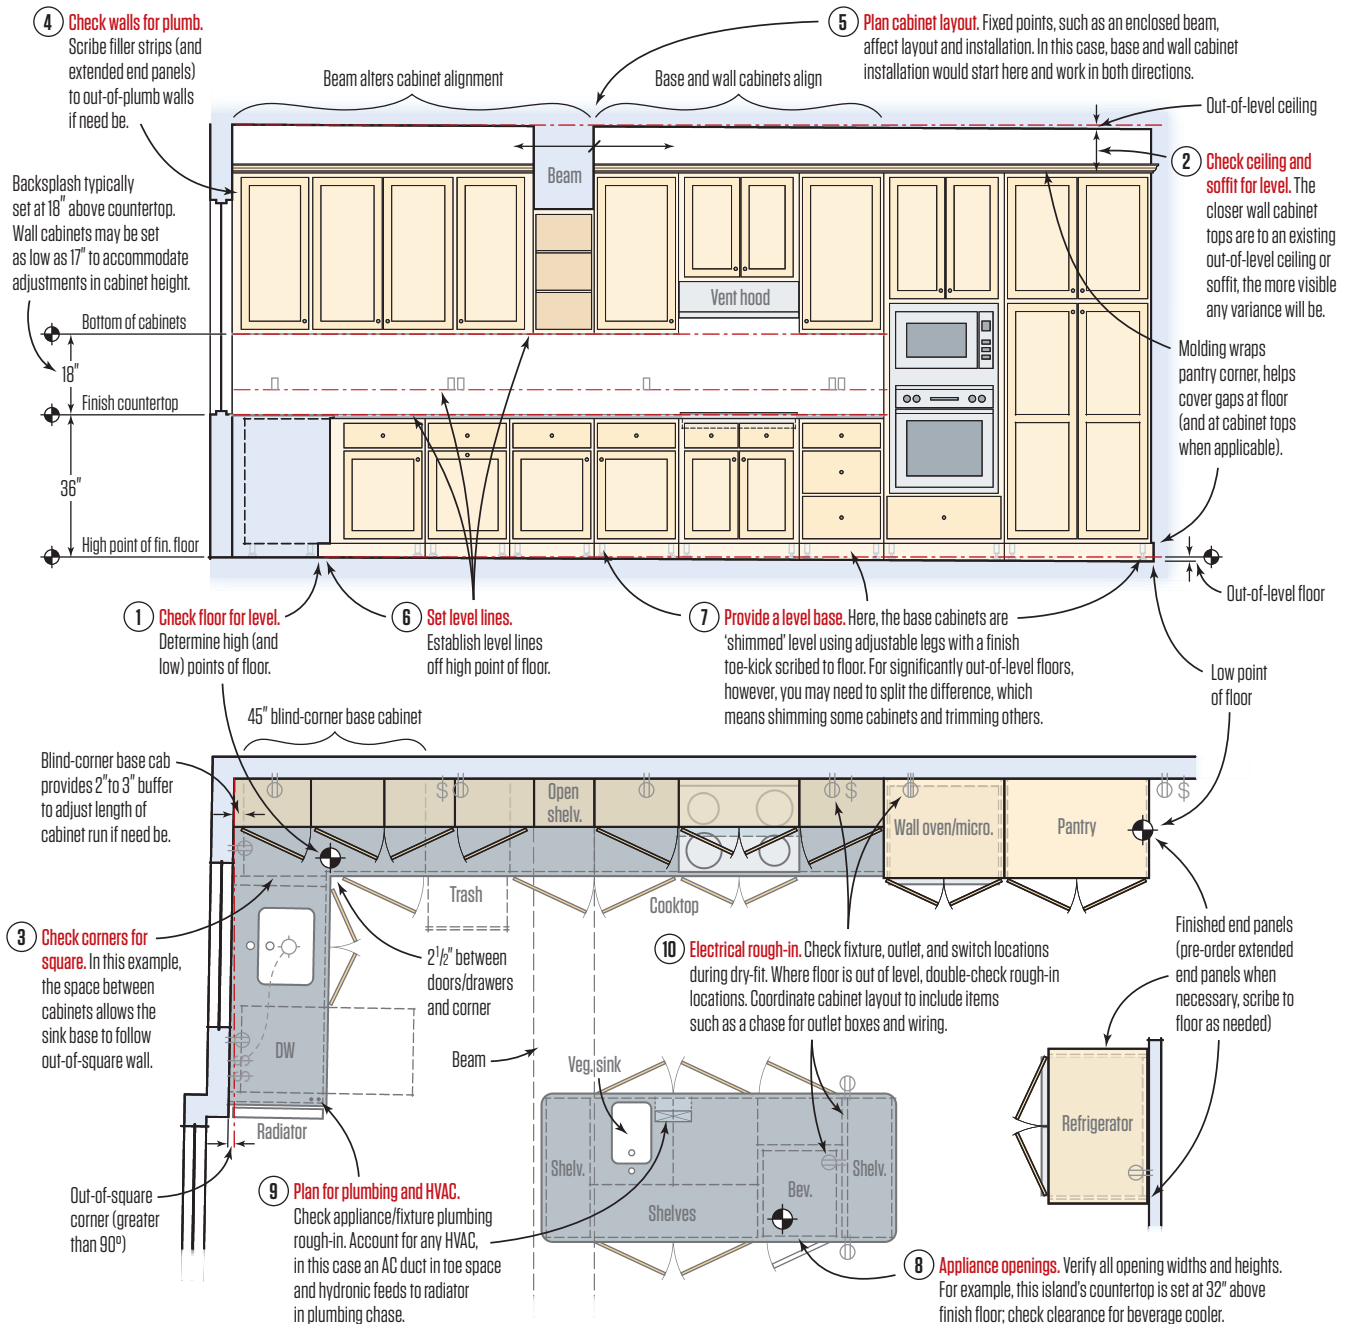 4 Check walls for plumb.
Scribe filler strips (and
extended end panels)
to out-of-plumb walls
if need be.
5 Plan cabinet layout. Fixed points, such as an enclosed beam,
affect layout and installation. In this case, base and wall cabinet
installation would start here and work in both directions.
Beam alters cabinet alignment
Base and wall cabinets align
Out-of-level ceiling
2 Check ceiling and
soffit for level. The
closer wall cabinet
tops are to an existing
out-of-level ceiling or
soffit, the more visible
any variance will be.
Backsplash typically
set at 18" above countertop.
Wall cabinets may be set
as low as 17" to accommodate
adjustments in cabinet height.
Beam
Vent hood
Bottom of cabinets
18"
Finish countertop
36"
High point of fin. floor
Molding wraps
pantry corner, helps
cover gaps at floor
(and at cabinet tops
when applicable).
Out-of-level floor
1 Check floor for level.
Determine high (and
low) points of floor.
6 Set level lines.
Establish level lines
off high point of floor.
7 Provide a level base. Here, the base cabinets are
'shimmed' level using adjustable legs with a finish
toe-kick scribed to floor. For significantly out-of-level floors,
however, you may need to split the difference, which
means shimming some cabinets and trimming others.
Low point
of floor
45" blind-corner base cabinet
Blind-corner base cab
provides 2" to 3" buffer
to adjust length of
cabinet run if need be.
Open
shelv.
Wall oven/micro.
Pantry
$
$
$
Trash
Cooktop
3 Check corners for
square. In this example,
the space between
cabinets allows the
sink base to follow
out-of-square wall.
2 1/2" between
doors/drawers
and corner
10 Electrical rough-in. Check fixture, outlet, and switch locations
during dry-fit. Where floor is out of level, double-check rough-in
locations. Coordinate cabinet layout to include items
such as a chase for outlet boxes and wiring.
Finished end panels
(pre-order extended
end panels when
necessary, scribe to
floor as needed)
DW
Beam
Veg. sink
Radiator
Refrigerator
Shelv.
Shelves
Bev.
Shelv.
Out-of-square
corner (greater
than 90º)
9 Plan for plumbing and HVAC.
Check appliance/fixture plumbing
rough-in. Account for any HVAC,
in this case an AC duct in toe space
and hydronic feeds to radiator
in plumbing chase.
8 Appliance openings. Verify all opening widths and heights.
For example, this island's countertop is set at 32" above
finish floor; check clearance for beverage cooler.